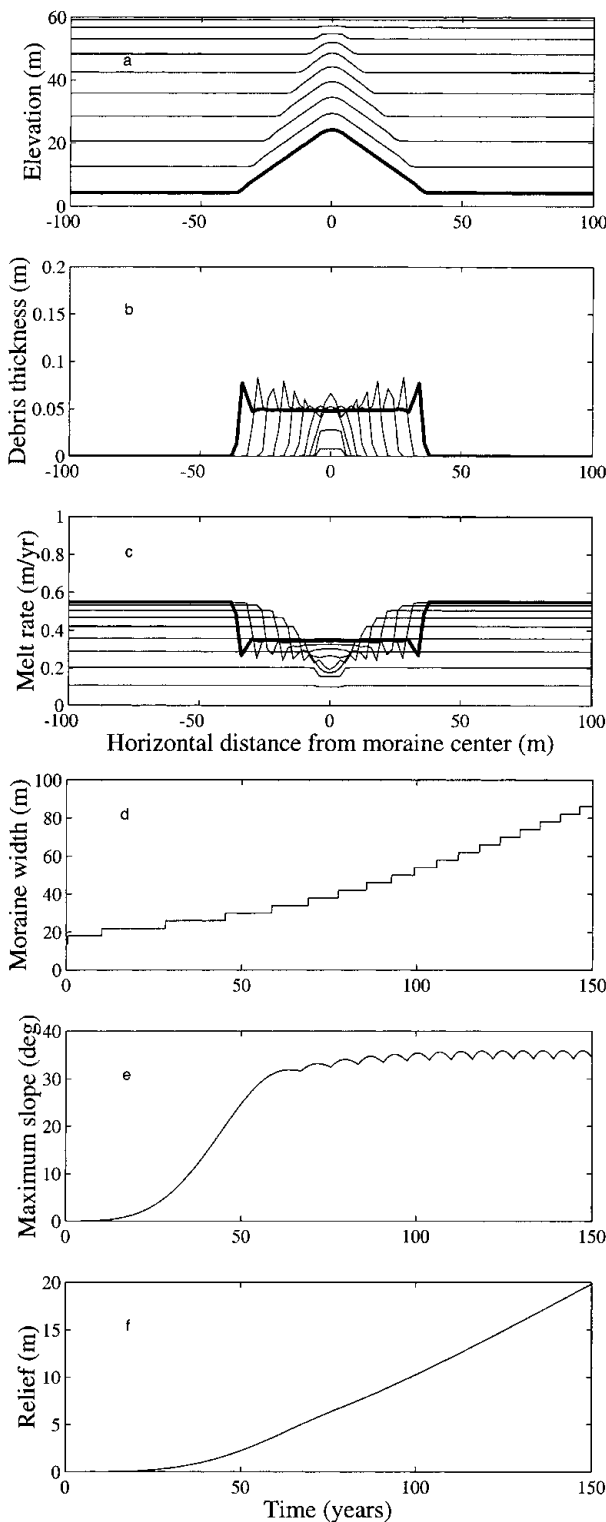 60
40
20
0
Elevation (m)
a
-100 -50 0 50 100
0.2
0.15
0.1
0.05
0
Debris thickness (m)
b
-100 -50 0 50 100
1
0.8
0.6
0.4
0.2
0
Melt rate (m/yr)
c
-100 -50 0 50 100
Horizontal distance from moraine center (m)
100
80
60
40
20
0
Moraine width (m)
d
0 50 100 150
40
30
20
10
0
Maximum slope (deg)
e
0 50 100 150
20
15
10
5
0
Relief (m)
f
0 50 100 150
Time (years)